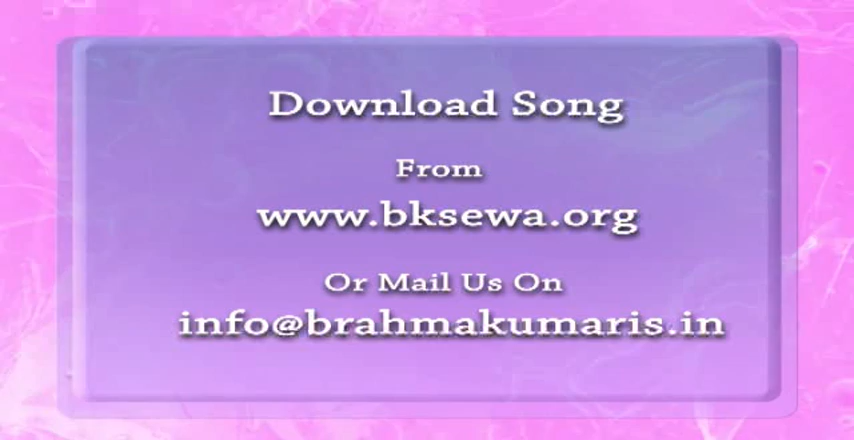 Download Song
From
www.bksewa.org
Or Mail Us On
info@brahmakumaris.in